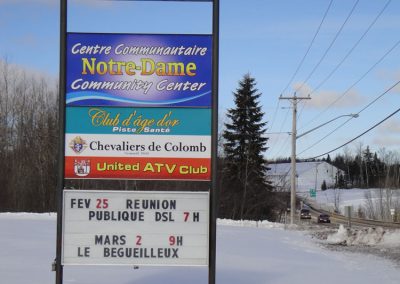 Centre Communautaire
Notre-Dame
Community Center
Club d'âge d'or
Piste Santé
Chevaliers de Colomb
United ATV Club
FEV 25 REUNION
PUBLIQUE DSL 7H
MARS 2 9H
LE BEGUEILLEUX